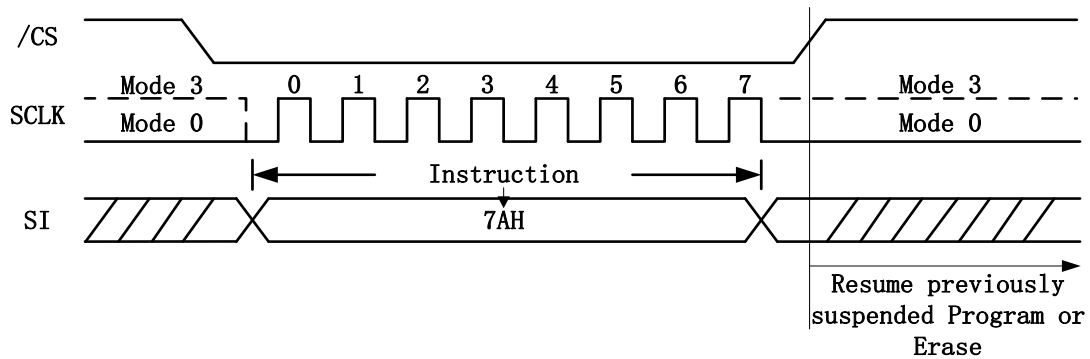 /CS
Mode 3 0 1 2 3 4 5 6 7 Mode 3
SCLK
Mode 0 Mode 0
Instruction
SI
7AH
Resume previously
suspended Program or
Erase